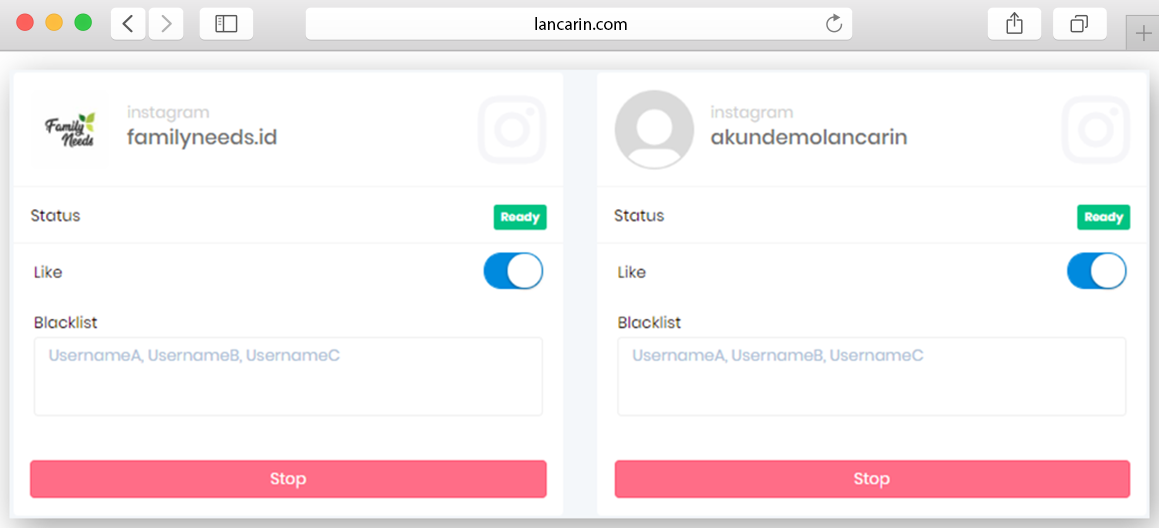 lancarin.com
Family
Needs
instagram
familyneeds.id
Status
Ready
Like
Blacklist
UsernameA, UsernameB, UsernameC
Stop
instagram
akundemolancarin
Status
Ready
Like
Blacklist
UsernameA, UsernameB, UsernameC
Stop